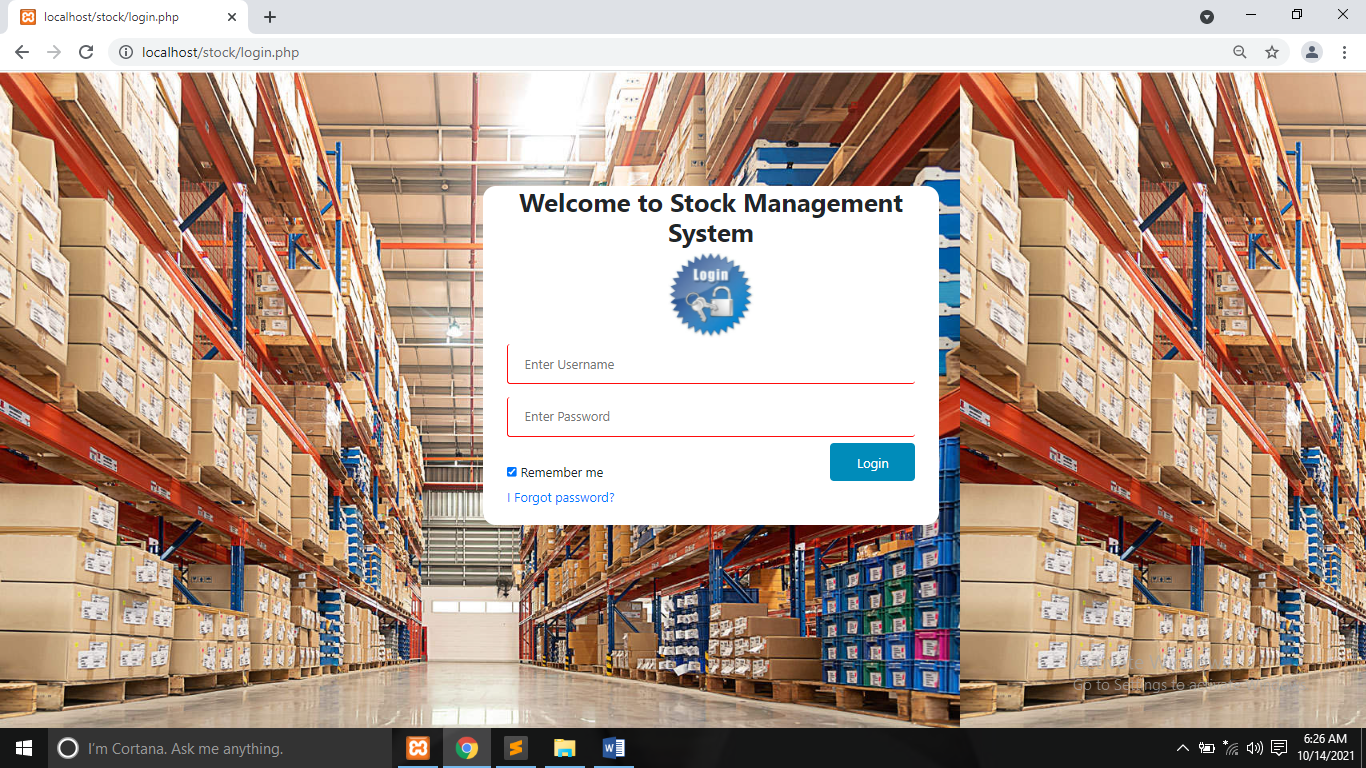 localhost/stock/login.php
localhost/stock/login.php
Welcome to Stock Management
System
Login
Enter Username
Enter Password
Login
Remember me
I Forgot password?
Go to Settings to
I'm Cortana. Ask me anything.
6:26 AM
10/14/2021